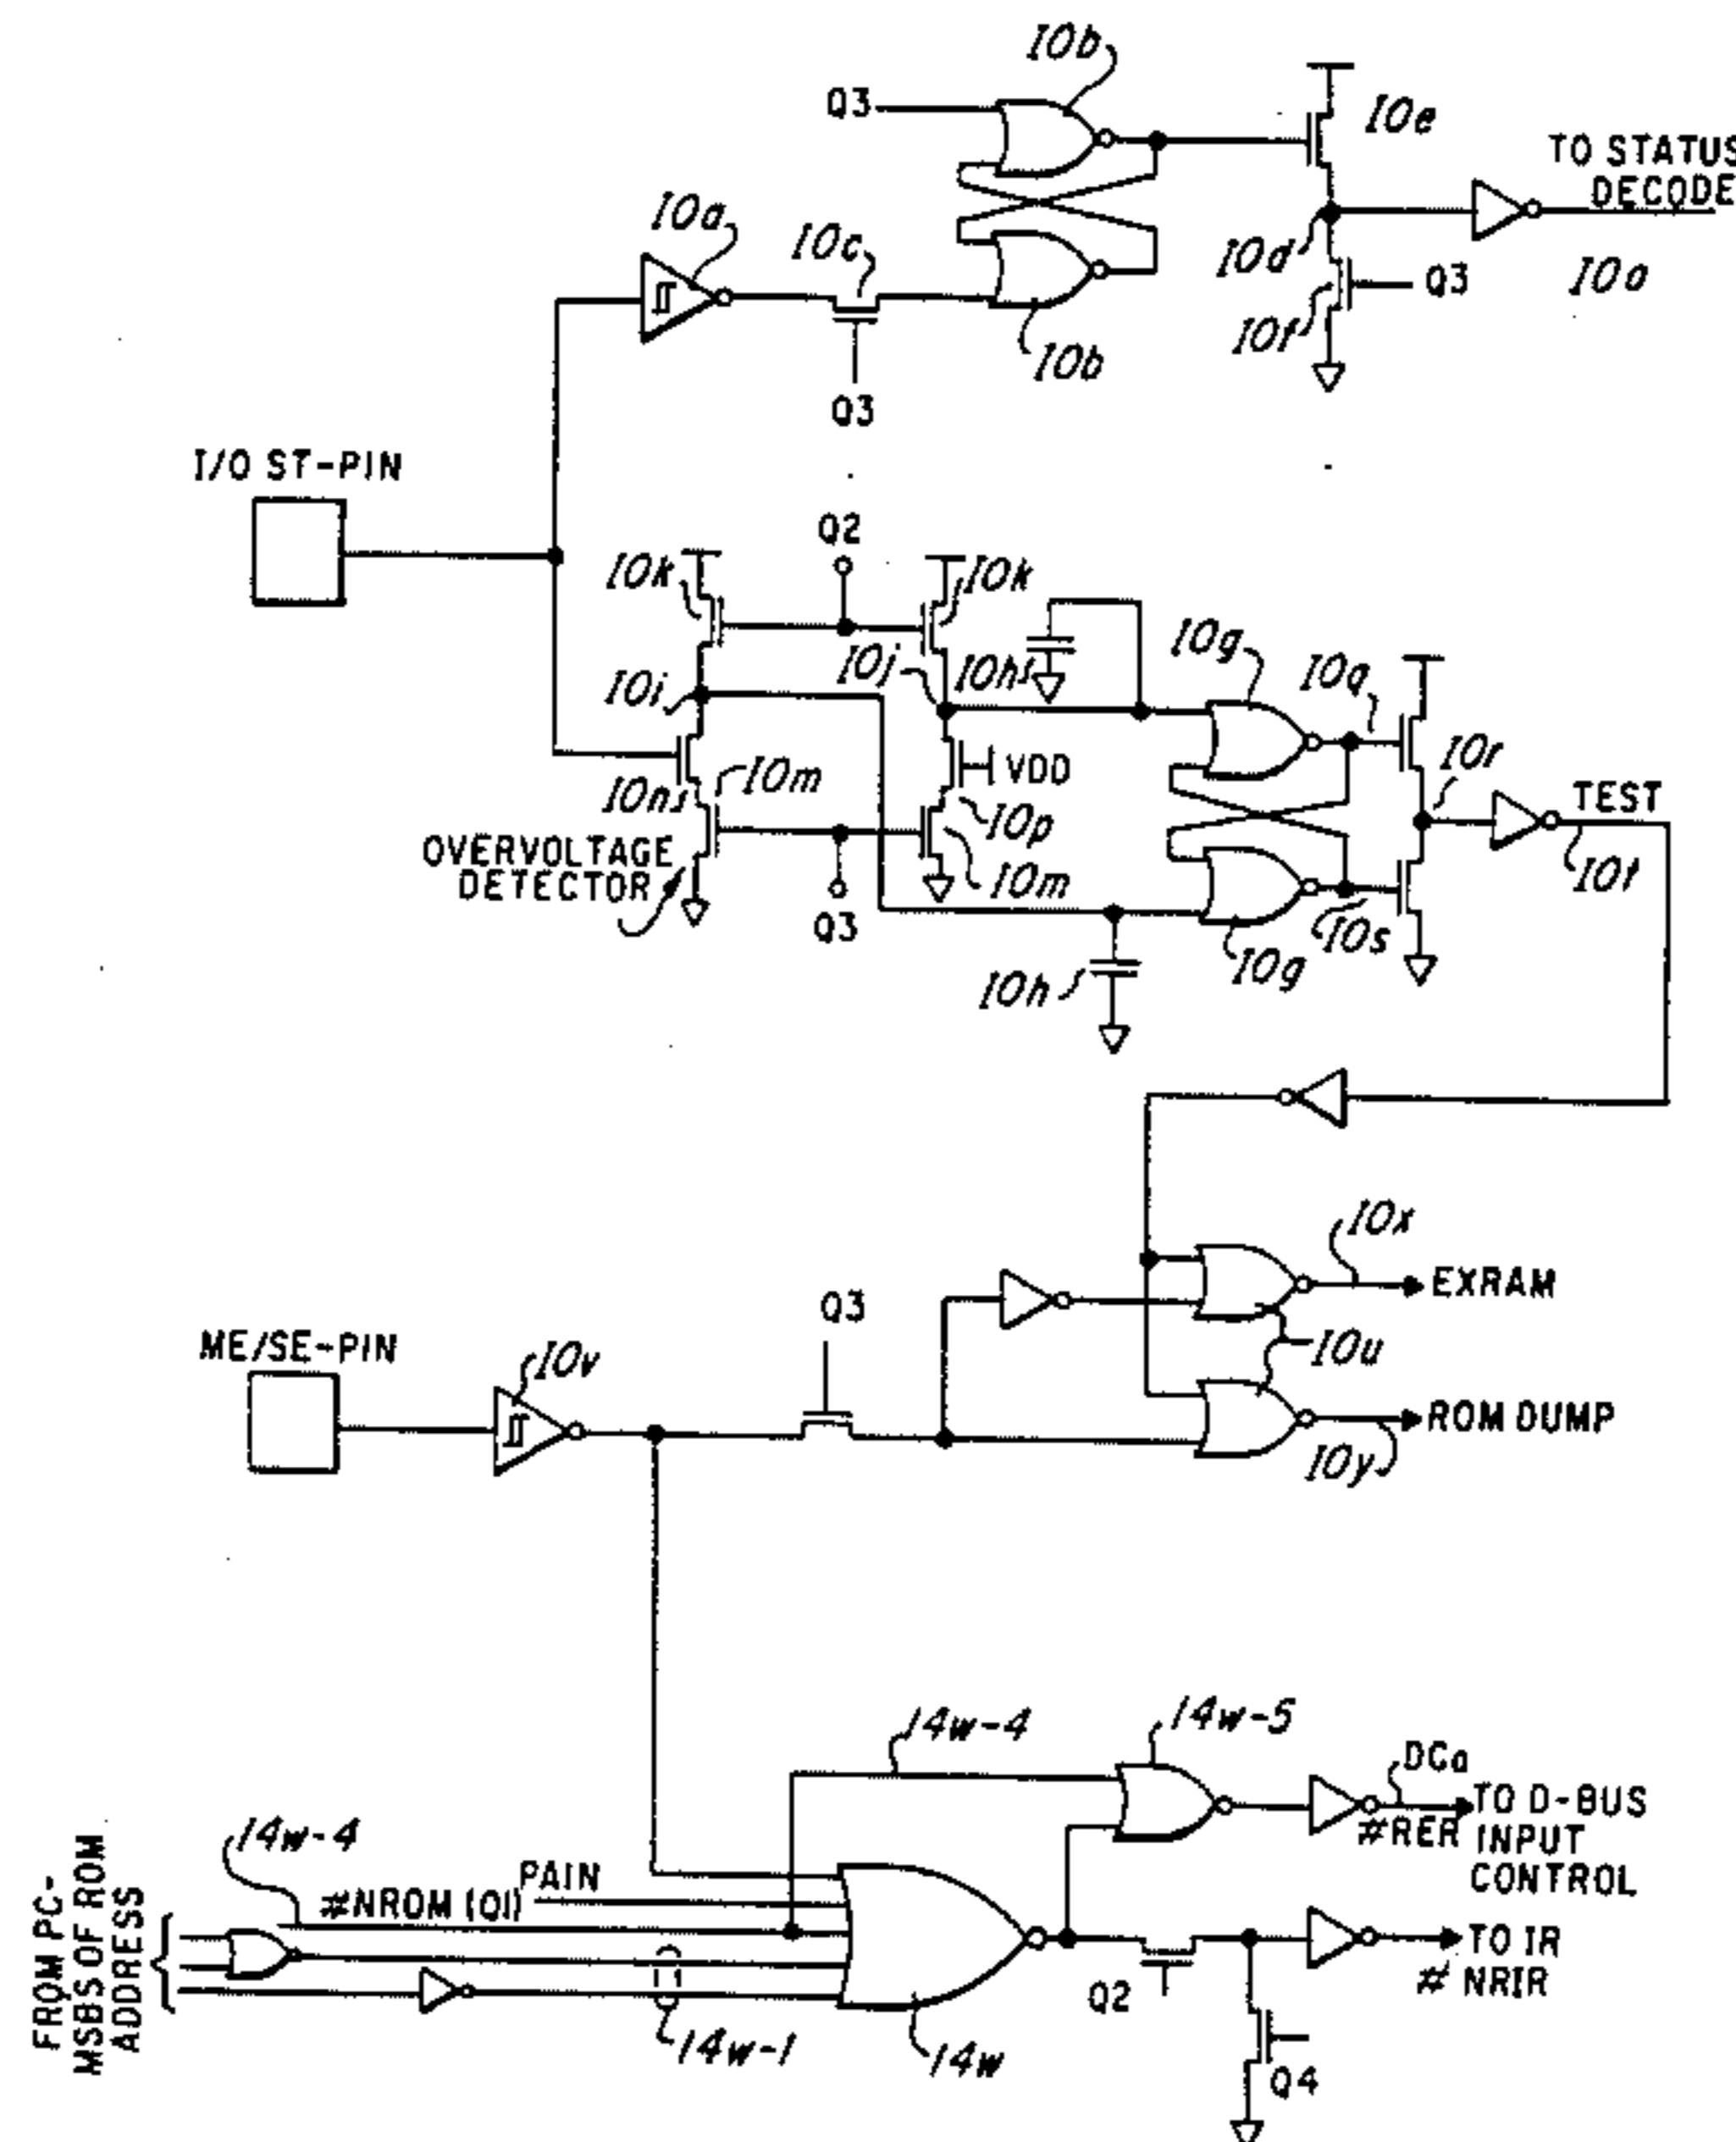 10b
Q3
10e
TO STATUS
DECODE
10a
10c
10d
Q3
10o
10f
10b
Q3
I/O ST-PIN
Q2
10k
10k
10g
10j
10h
10q
10i
10r
VDD
10m
10n
TEST
10p
OVERVOLTAGE
DETECTOR
10m
10t
Q3
10s
10g
10h
10x
EXRAM
Q3
10u
ME/SE-PIN
10v
ROM DUMP
10y
14w-4
14w-5
DCa
TO D-BUS
INPUT
CONTROL
#RER
14w-4
PAIN
#NROM (Q1)
FROM PC-
MSBS OF ROM
ADDRESS
TO IR
# NRIR
Q2
14w-1
14w
Q4